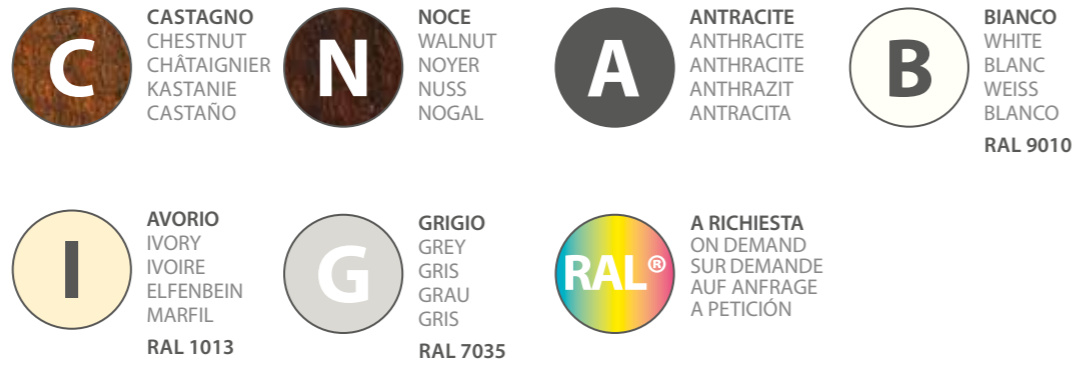 C
CASTAGNO
CHESTNUT
CHÂTAIGNIER
KASTANIE
CASTAÑO
N
NOCE
WALNUT
NOYER
NUSS
NOGAL
A
ANTRACITE
ANTHRACITE
ANTHRACITE
ANTHRAZIT
ANTRACITA
B
BIANCO
WHITE
BLANC
WEISS
BLANCO
RAL 9010
I
AVORIO
IVORY
IVOIRE
ELFENBEIN
MARFIL
RAL 1013
G
GRIGIO
GREY
GRIS
GRAU
GRIS
RAL 7035
RAL®
A RICHIESTA
ON DEMAND
SUR DEMANDE
AUF ANFRAGE
A PETICIÓN